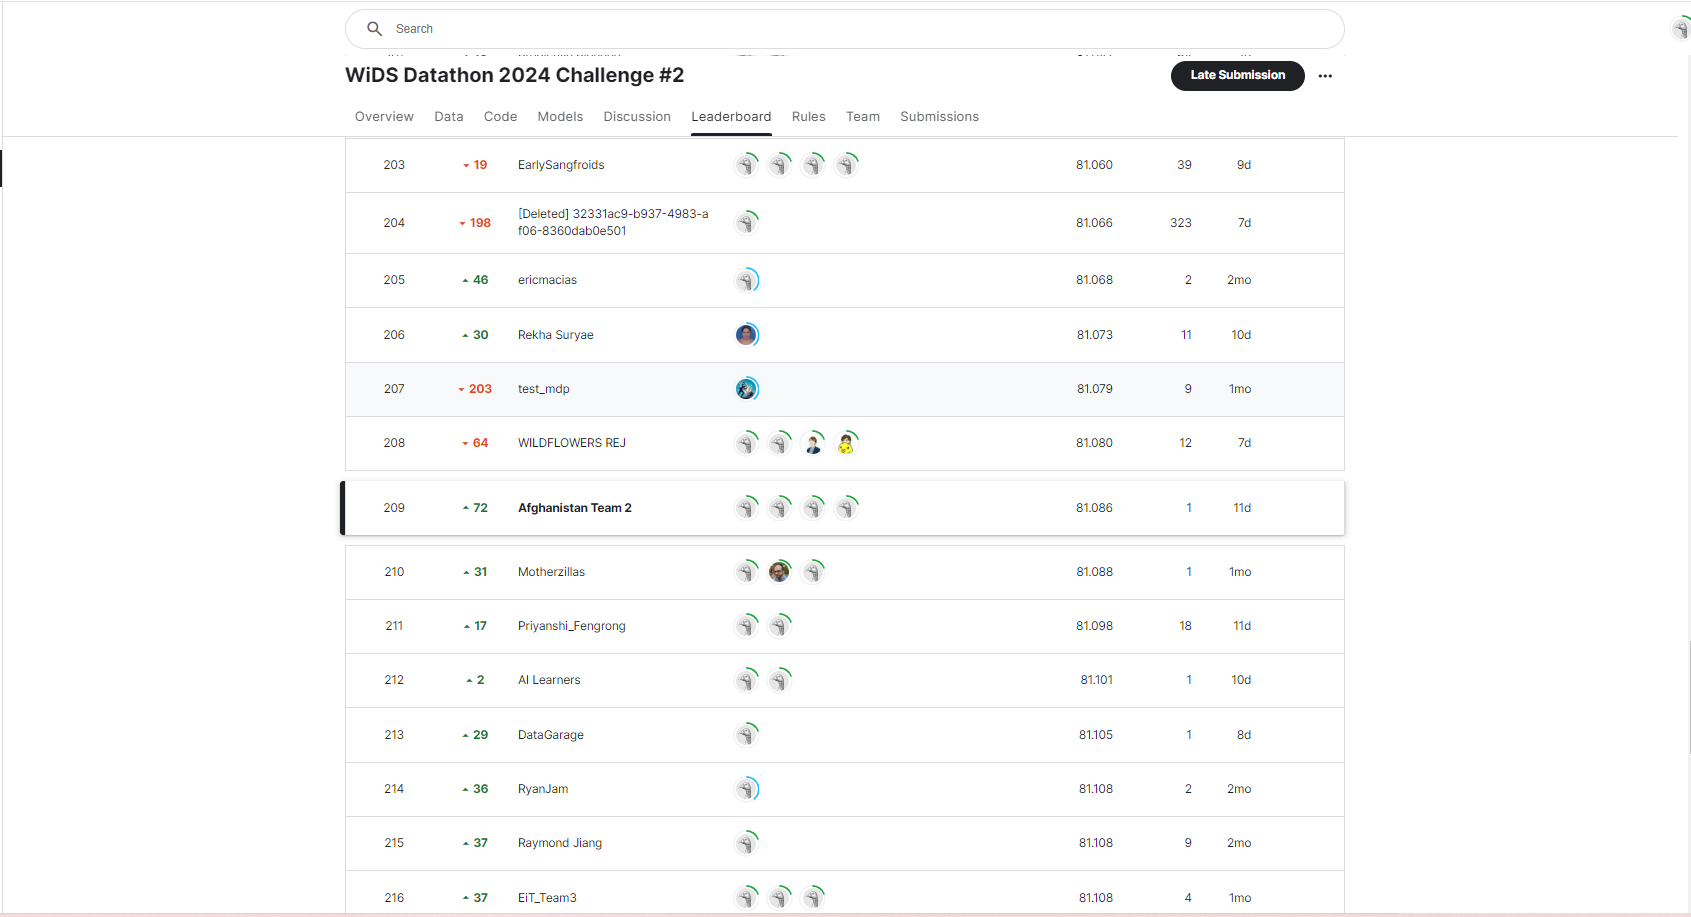 Search
WiDS Datathon 2024 Challenge #2
Late Submission
Overview Data Code Models Discussion Leaderboard Rules Team Submissions
203 19 EarlySangfroids 81.060 39 9d
204 198 [Deleted] 32331ac9-b937-4983-a
f06-8360dab0e501 81.066 323 7d
205 46 ericmacias 81.068 2 2mo
206 30 Rekha Suryae 81.073 11 10d
207 203 test_mdp 81.079 9 1mo
208 64 WILDFLOWERS REJ 81.080 12 7d
209 72 Afghanistan Team 2 81.086 1 11d
210 31 Motherzillas 81.088 1 1mo
211 17 Priyanshi_Fengrong 81.098 18 11d
212 2 AI Learners 81.101 1 10d
213 29 DataGarage 81.105 1 8d
214 36 RyanJam 81.108 2 2mo
215 37 Raymond Jiang 81.108 9 2mo
216 37 EiT_Team3 81.108 4 1mo